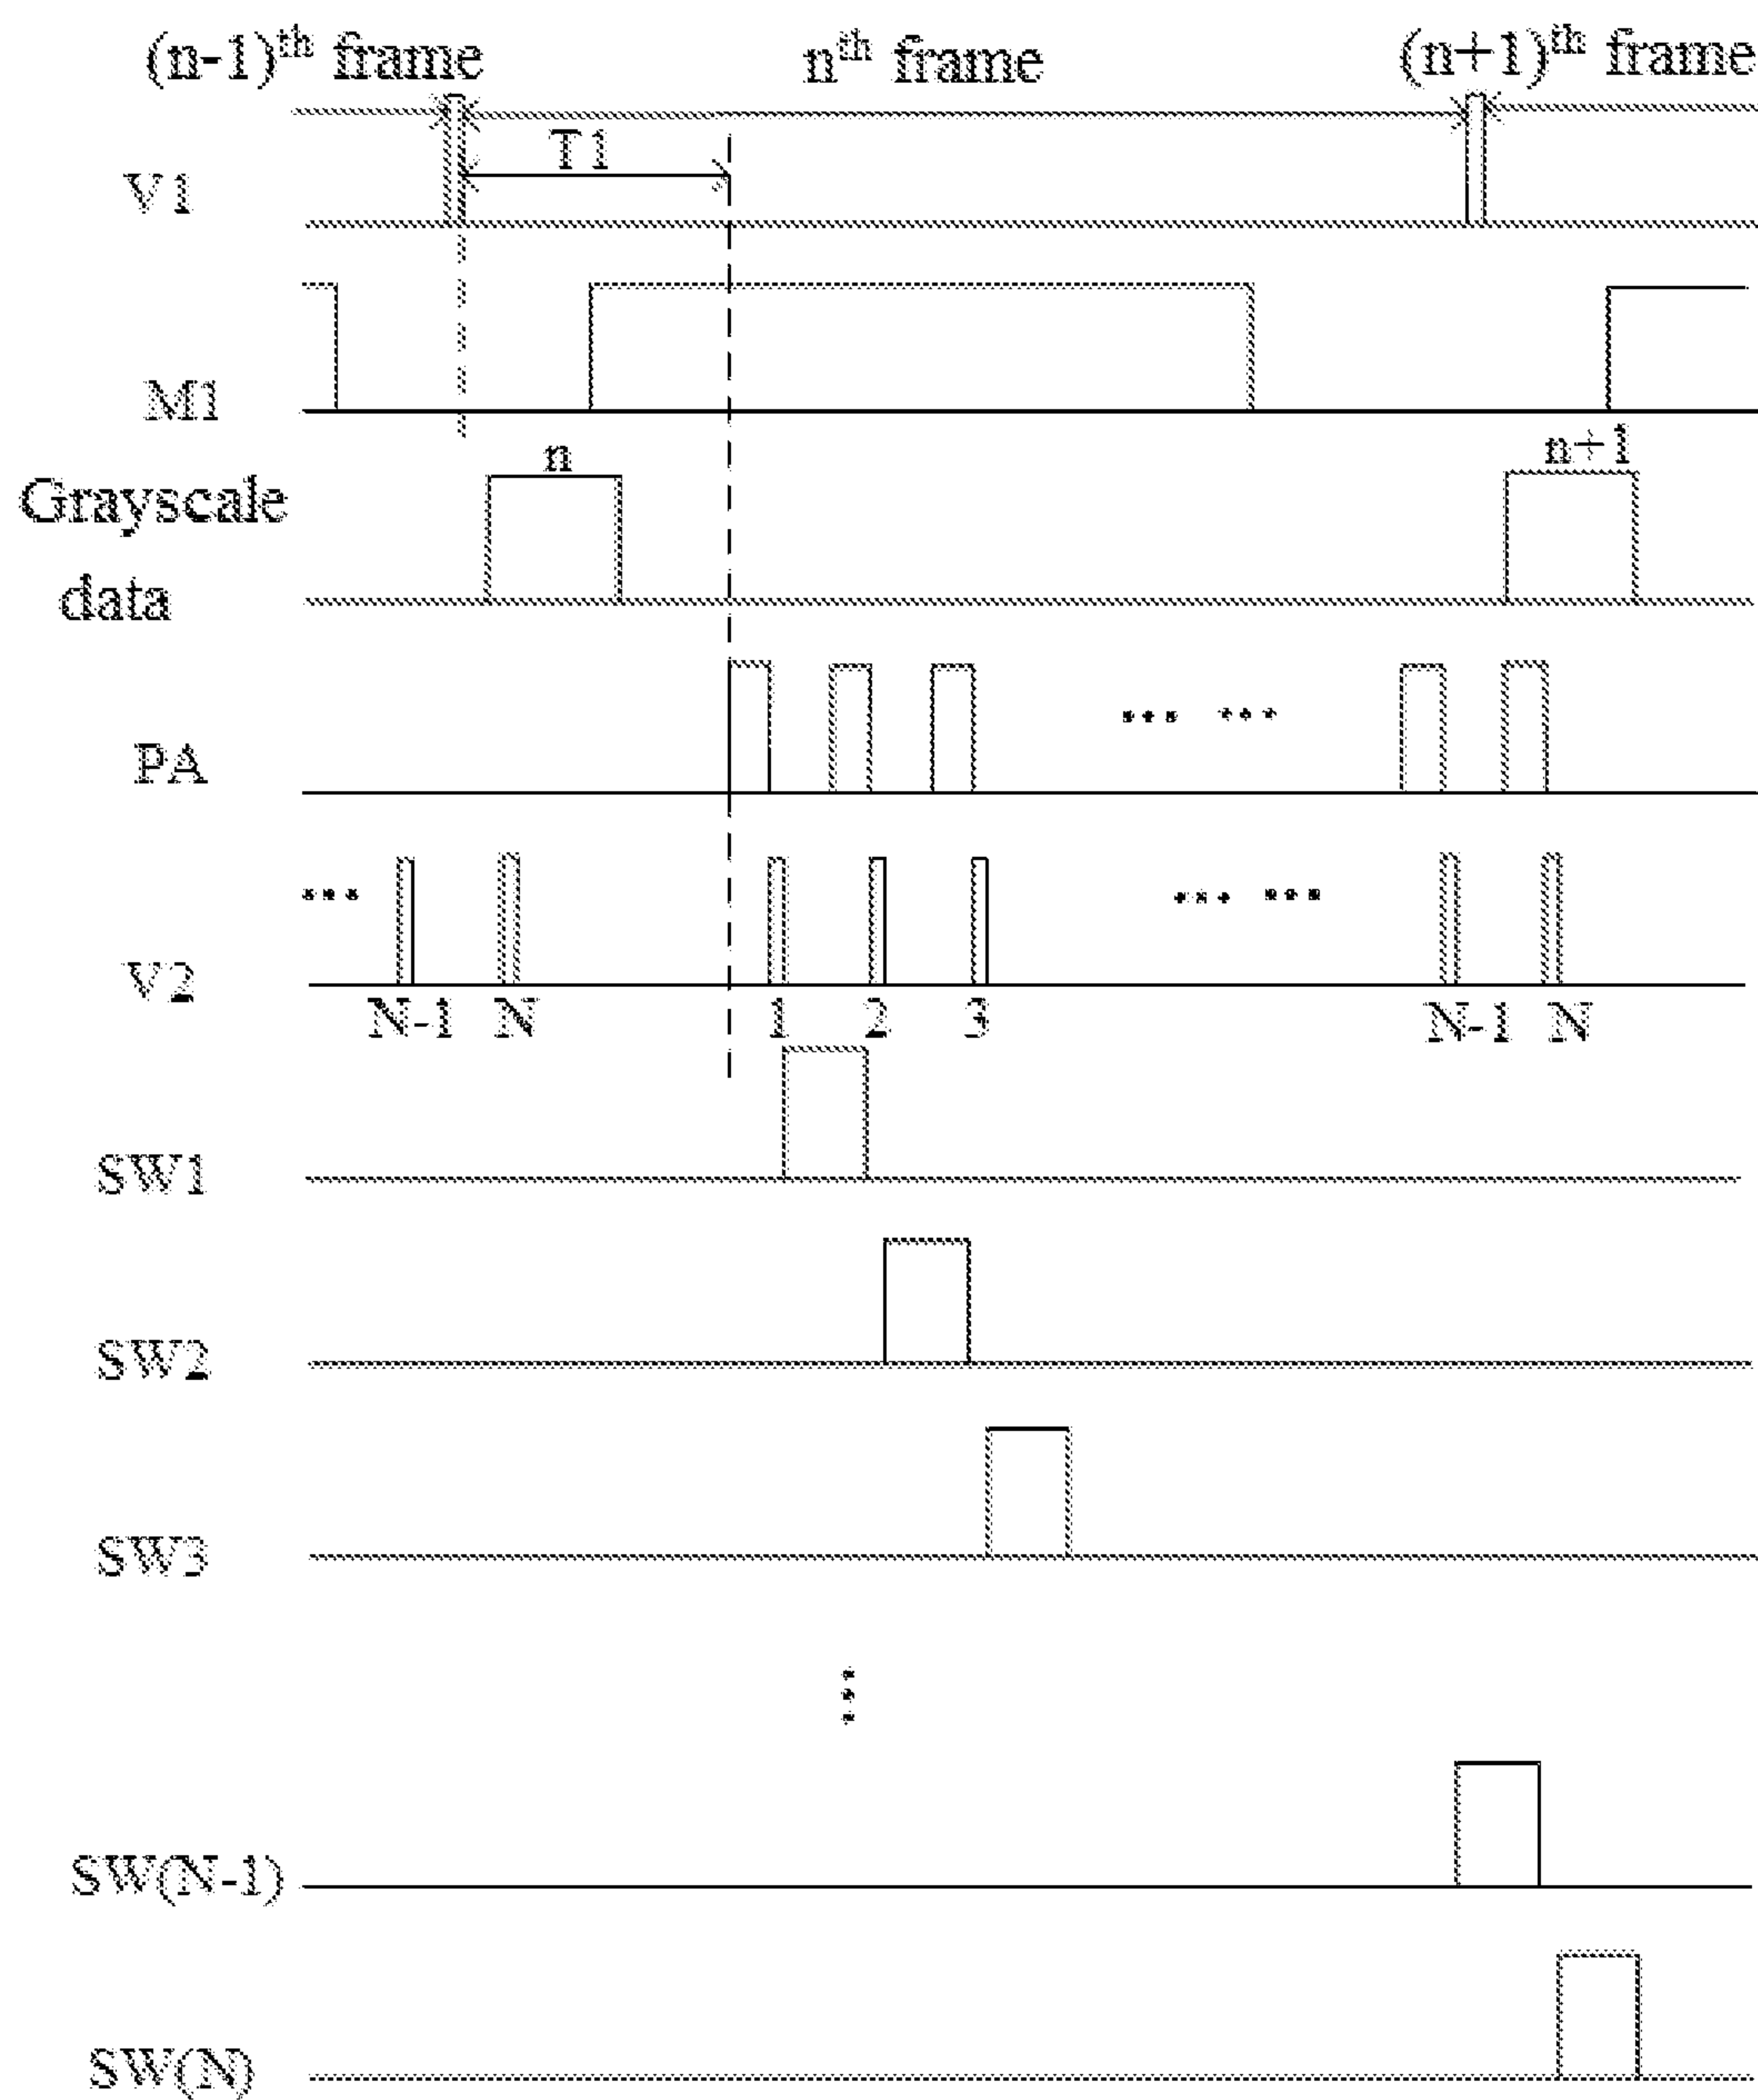 (n-1)th frame
nth frame
(n+1)th frame
T1
V1
M1
n
n+1
Grayscale
data
PA
... ...
...
... ...
V2
N-1 N 1 2 3 N-1 N
SW1
SW2
SW3
⋮
SW(N-1)
SW(N)